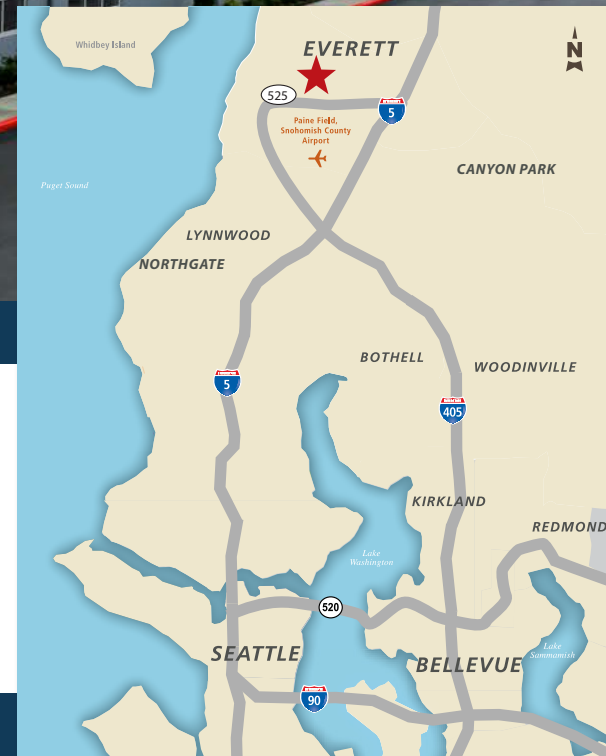 Whidbey Island
EVERETT
N
525
5
Paine Field,
Snohomish County
Airport
CANYON PARK
Puget Sound
LYNNWOOD
NORTHGATE
BOTHELL
WOODINVILLE
5
405
KIRKLAND
REDMOND
Lake
Washington
520
SEATTLE
Lake
Sammamish
BELLEVUE
90